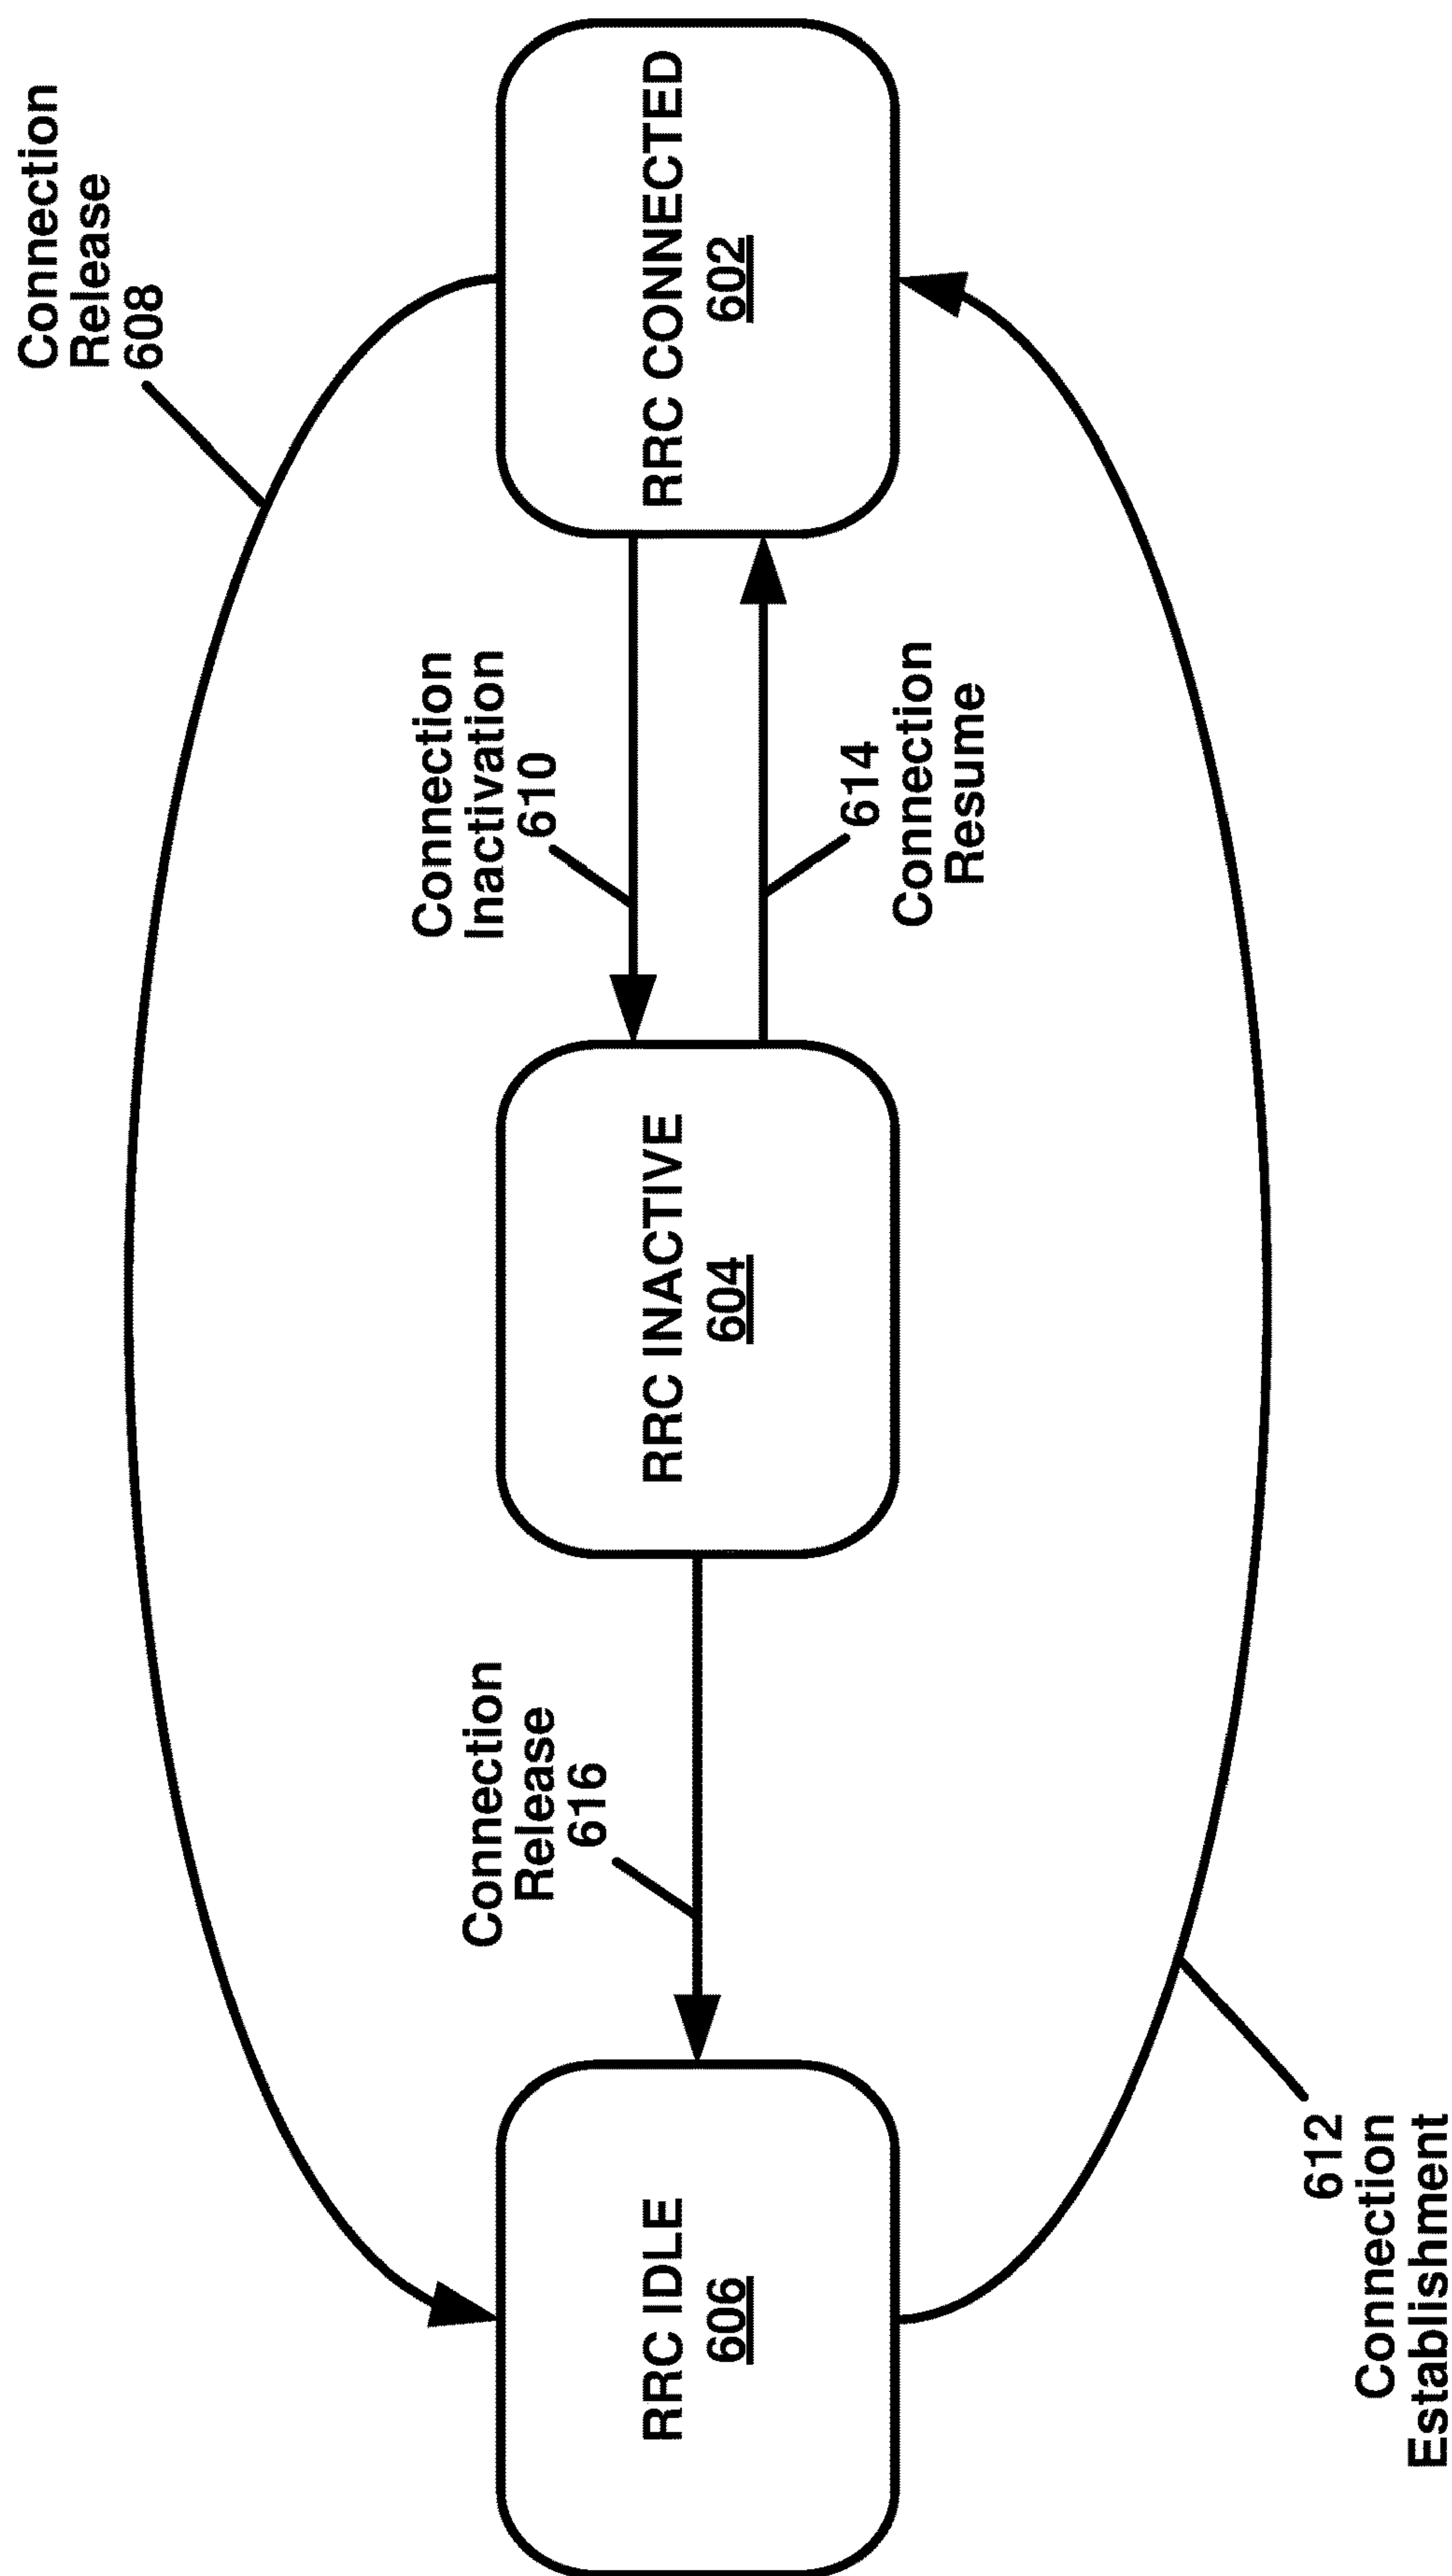 Connection
Release
608
Connection
Inactivation
610
Connection
Release
616
RRC IDLE
606
RRC INACTIVE
604
RRC CONNECTED
602
614
Connection
Resume
612
Connection
Establishment